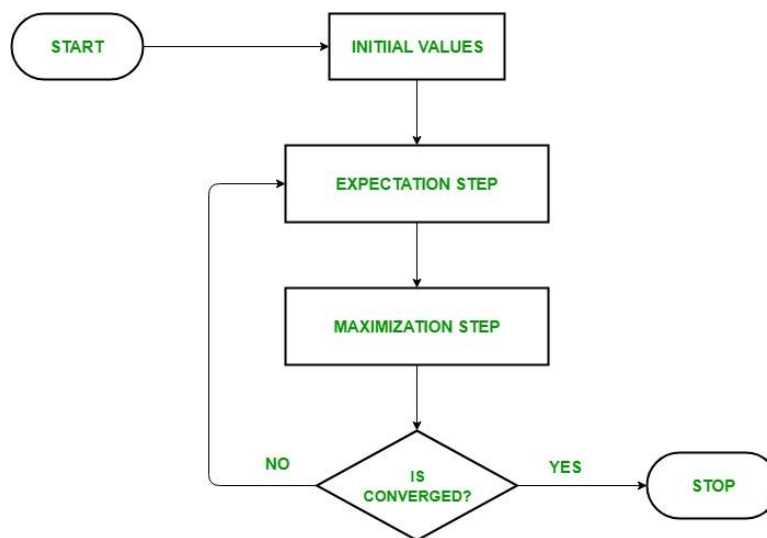 START
INITIIAL VALUES
EXPECTATION STEP
MAXIMIZATION STEP
NO
IS
CONVERGED?
YES
STOP